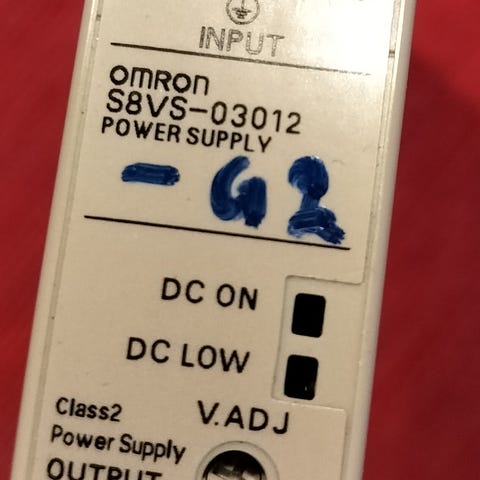 INPUT
omron
S8VS-03012
POWER SUPPLY
- G2
DC ON
DC LOW
V.ADJ
Class2
Power Supply
OUTPUT